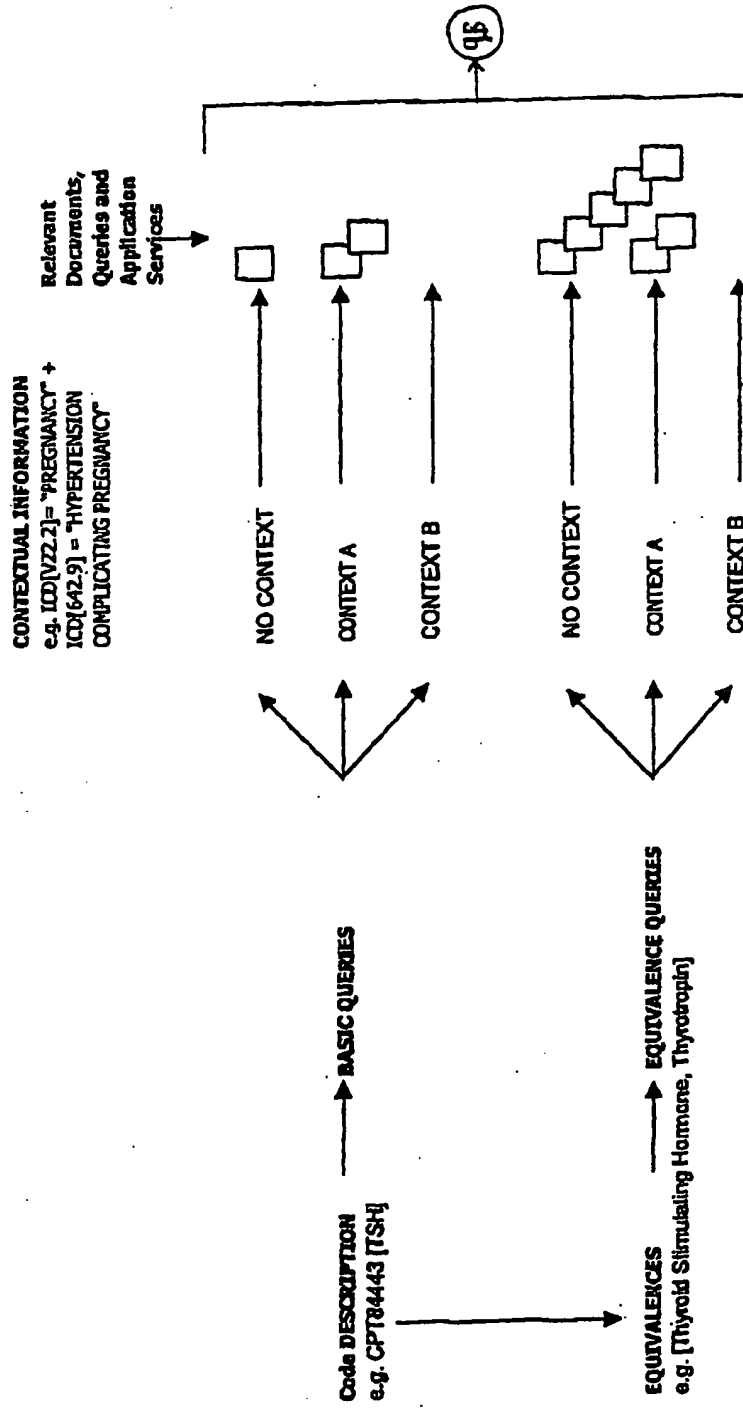 CONTEXTUAL INFORMATION
e.g. ICD[V22.2]= "PREGNANCY" +
ICD[642.9] = "HYPERTENSION
COMPLICATING PREGNANCY"
Relevant
Documents,
Queries and
Application
Services
Code DESCRIPTION
e.g. CPT84443 [TSH]
BASIC QUERIES
NO CONTEXT
CONTEXT A
CONTEXT B
EQUIVALENCES
e.g. [Thyroid Stimulating Hormone, Thyrotropin]
EQUIVALENCE QUERIES
NO CONTEXT
CONTEXT A
CONTEXT B